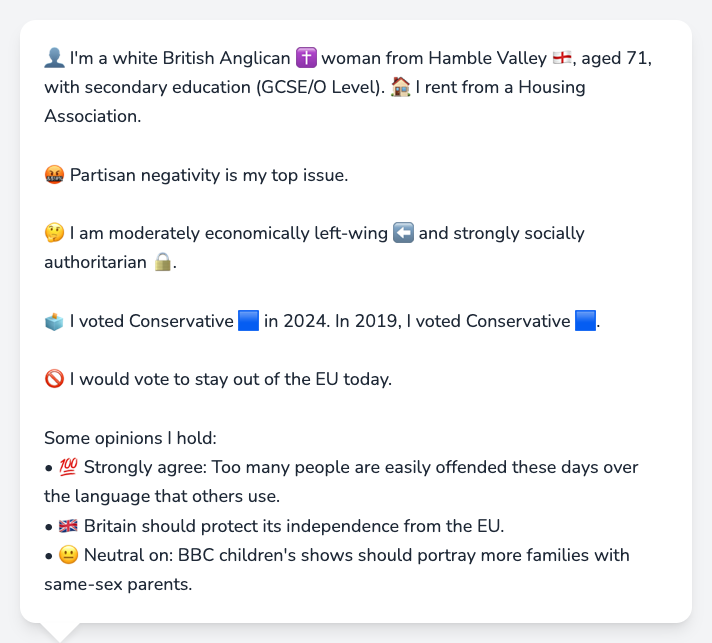 👤 I'm a white British Anglican ✝️ woman from Hamble Valley 🏴󠁧󠁢󠁥󠁮󠁧󠁿, aged 71,
with secondary education (GCSE/O Level). 🏠 I rent from a Housing
Association.
🤬 Partisan negativity is my top issue.
🤔 I am moderately economically left-wing ⬅️ and strongly socially
authoritarian 🔒.
🗳️ I voted Conservative 🟦 in 2024. In 2019, I voted Conservative 🟦.
🚫 I would vote to stay out of the EU today.
Some opinions I hold:
• 💯 Strongly agree: Too many people are easily offended these days over
the language that others use.
• 🇬🇧 Britain should protect its independence from the EU.
• 😐 Neutral on: BBC children's shows should portray more families with
same-sex parents.